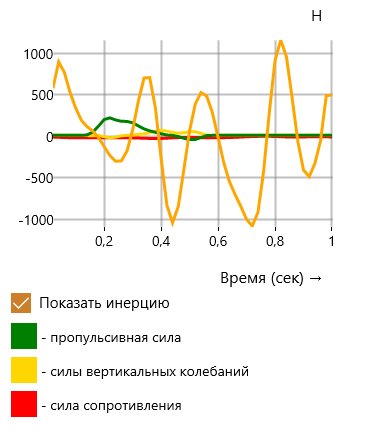 Н
1000
500
0
-500
-1000
0,2 0,4 0,6 0,8 1
Время (сек) →
Показать инерцию
- пропульсивная сила
- силы вертикальных колебаний
- сила сопротивления